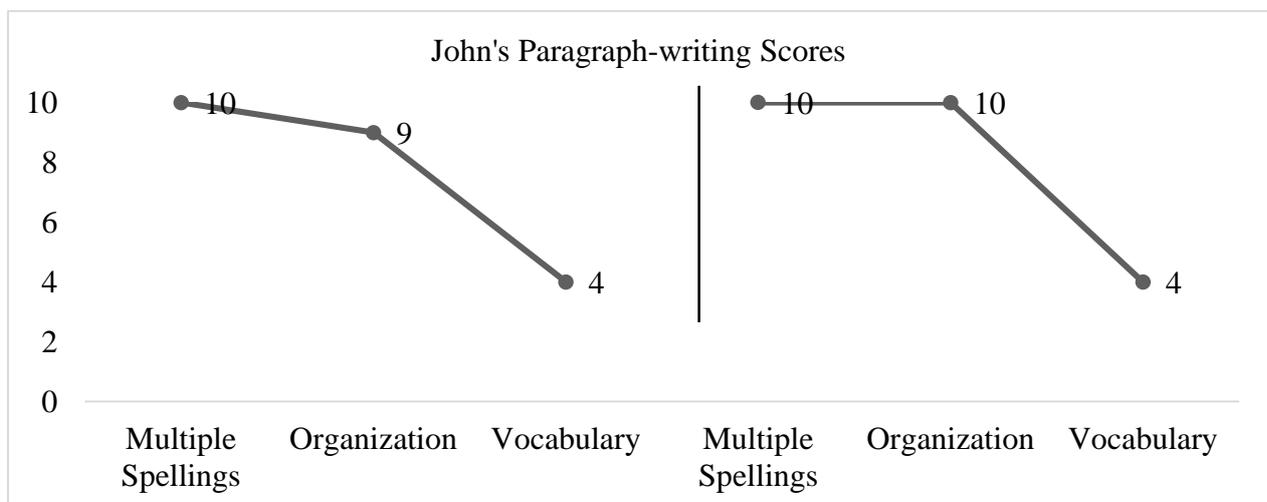 John's Paragraph-writing Scores
10
8
6
4
2
0
10
9
4
10
10
4
Multiple
Spellings
Organization
Vocabulary
Multiple
Spellings
Organization
Vocabulary